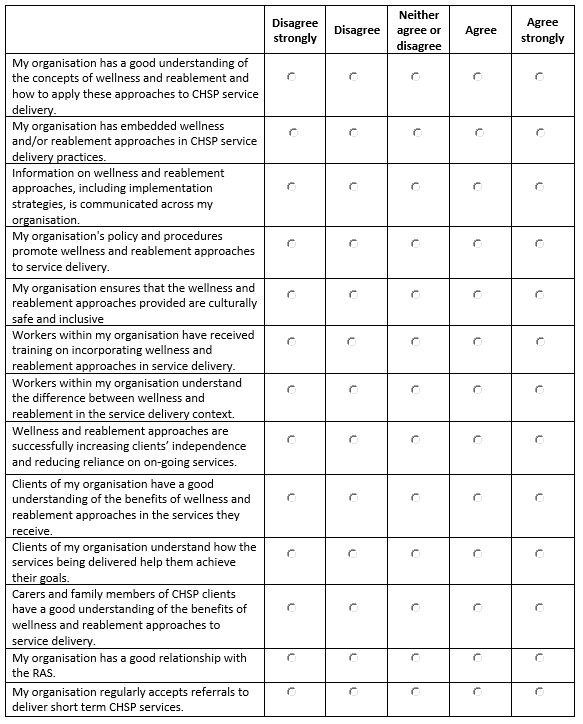 Disagree strongly
Disagree
Neither agree or disagree
Agree
Agree strongly
My organisation has a good understanding of
the concepts of wellness and reablement and
how to apply these approaches to CHSP service
delivery.
My organisation has embedded wellness
and/or reablement approaches in CHSP service
delivery practices.
Information on wellness and reablement
approaches, including implementation
strategies, is communicated across my
organisation.
My organisation's policy and procedures
promote wellness and reablement approaches
to service delivery.
My organisation ensures that the wellness and
reablement approaches provided are culturally
safe and inclusive
Workers within my organisation have received
training on incorporating wellness and
reablement approaches in service delivery.
Workers within my organisation understand
the difference between wellness and
reablement in the service delivery context.
Wellness and reablement approaches are
successfully increasing clients’ independence
and reducing reliance on on-going services.
Clients of my organisation have a good
understanding of the benefits of wellness and
reablement approaches in the services they
receive.
Clients of my organisation understand how the
services being delivered help them achieve
their goals.
Carers and family members of CHSP clients
have a good understanding of the benefits of
wellness and reablement approaches to
service delivery.
My organisation has a good relationship with
the RAS.
My organisation regularly accepts referrals to
deliver short term CHSP services.